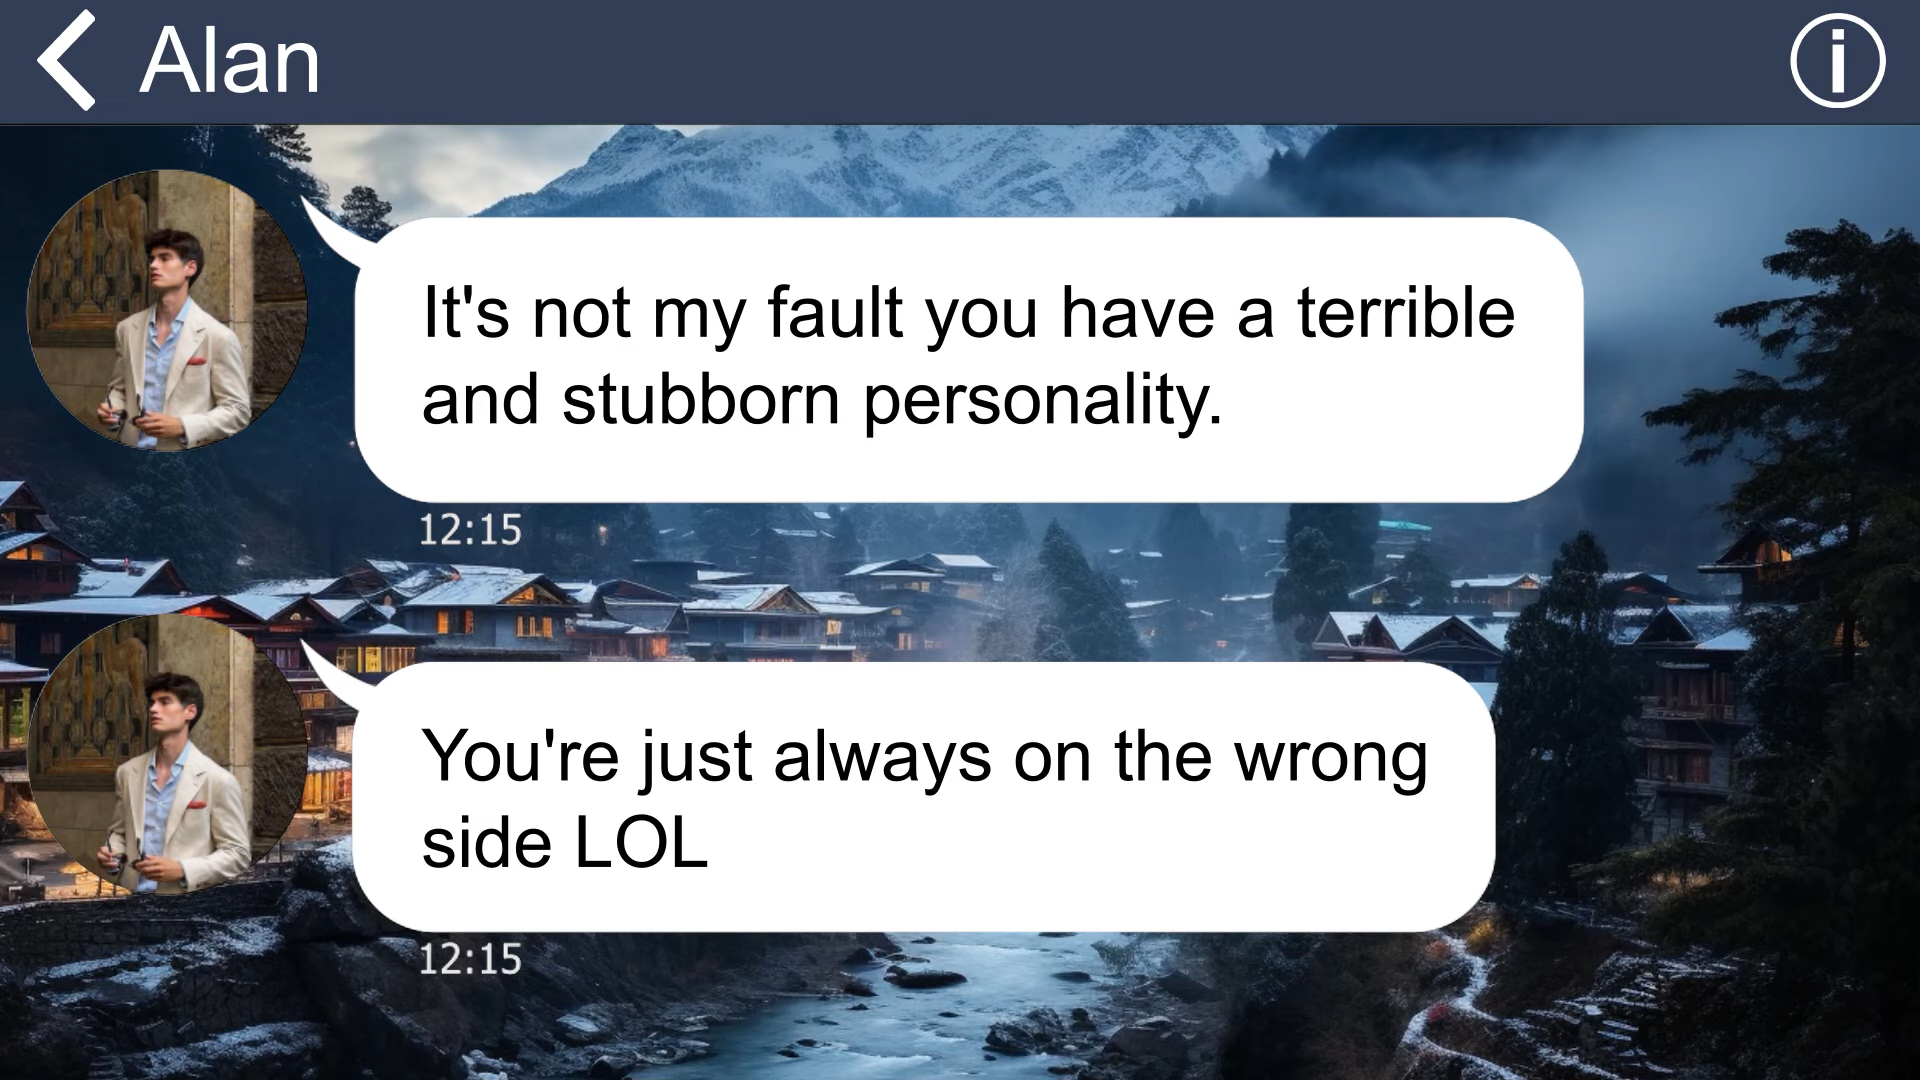 Alan
It's not my fault you have a terrible
and stubborn personality.
12:15
You're just always on the wrong
side LOL
12:15